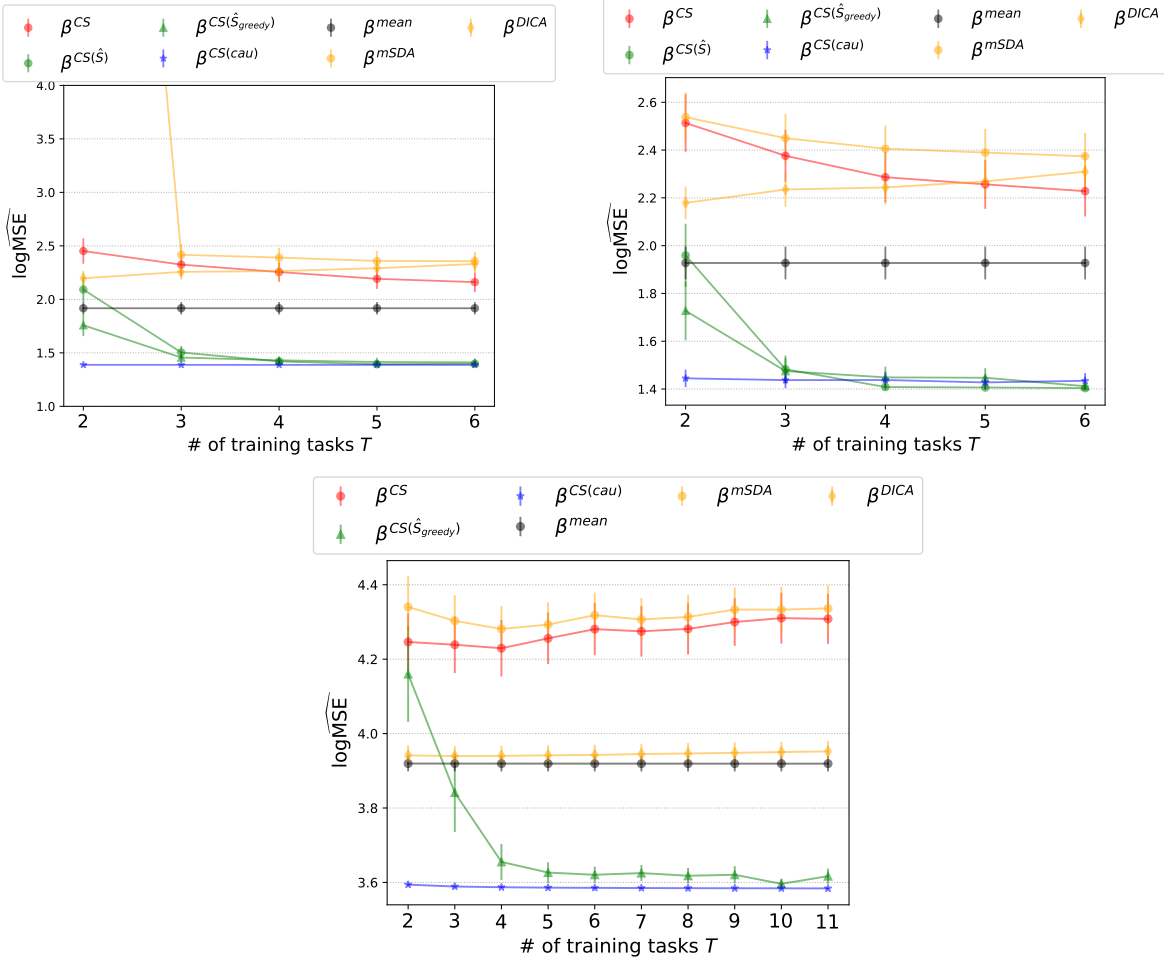 β^CS β^CS(Ŝ_greedy) β^mean β^DICA
β^CS(Ŝ) β^CS(cau) β^mSDA
4.0
3.5
3.0
2.5
2.0
1.5
1.0
logMSE
2 3 4 5 6
# of training tasks T
β^CS β^CS(Ŝ_greedy) β^mean β^DICA
β^CS(Ŝ) β^CS(cau) β^mSDA
2.6
2.4
2.2
2.0
1.8
1.6
1.4
logMSE
2 3 4 5 6
# of training tasks T
β^CS β^CS(cau) β^mSDA β^DICA
β^CS(Ŝ_greedy) β^mean
4.4
4.2
4.0
3.8
3.6
logMSE
2 3 4 5 6 7 8 9 10 11
# of training tasks T